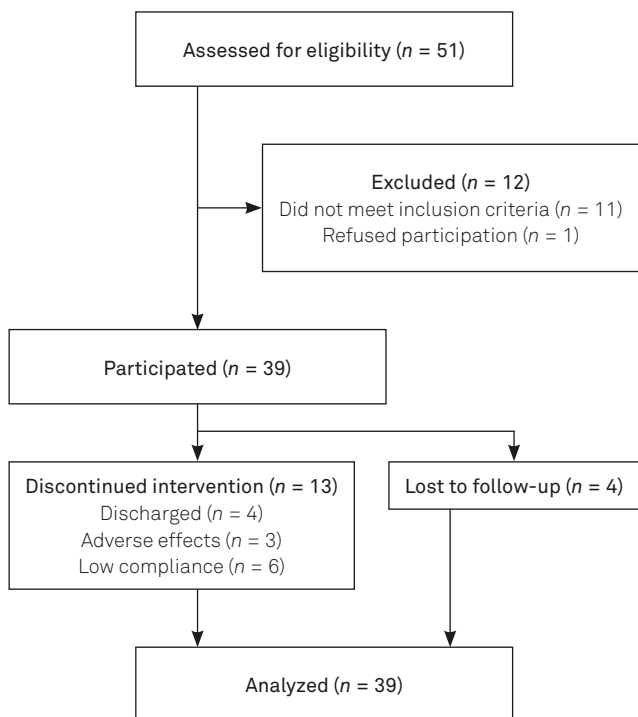 Assessed for eligibility (n = 51)
Excluded (n = 12)
Did not meet inclusion criteria (n = 11)
Refused participation (n = 1)
Participated (n = 39)
Discontinued intervention (n = 13)
Discharged (n = 4)
Adverse effects (n = 3)
Low compliance (n = 6)
Lost to follow-up (n = 4)
Analyzed (n = 39)